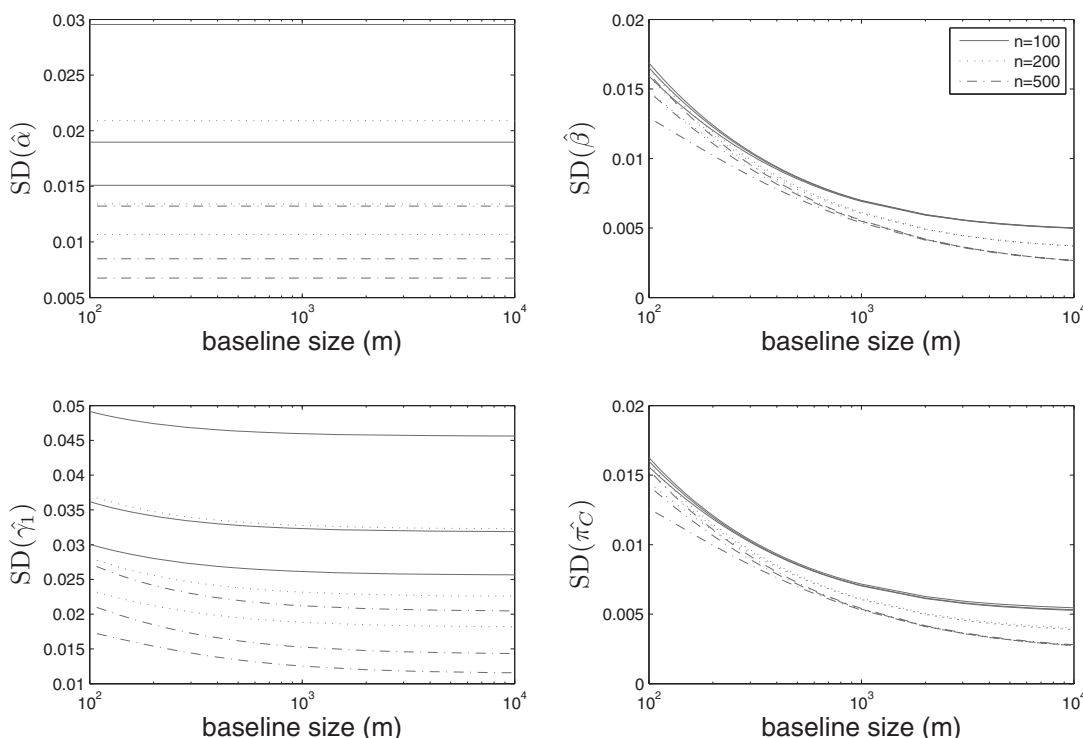 0.03
0.025
0.02
0.015
0.01
0.005
SD(α̂)
10² 10³ 10⁴
baseline size (m)
0.02
0.015
0.01
0.005
0
SD(β̂)
n=100
n=200
n=500
10² 10³ 10⁴
baseline size (m)
0.05
0.045
0.04
0.035
0.03
0.025
0.02
0.015
0.01
SD(γ̂₁)
10² 10³ 10⁴
baseline size (m)
0.02
0.015
0.01
0.005
0
SD(π̂_C)
10² 10³ 10⁴
baseline size (m)